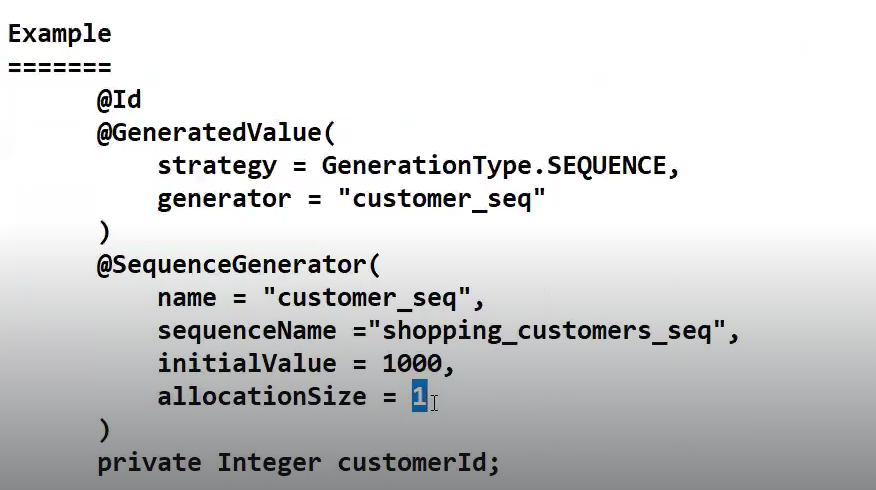 Example
=======
@Id
@GeneratedValue(
strategy = GenerationType.SEQUENCE,
generator = "customer_seq"
)
@SequenceGenerator(
name = "customer_seq",
sequenceName ="shopping_customers_seq",
initialValue = 1000,
allocationSize = 1
)
private Integer customerId;